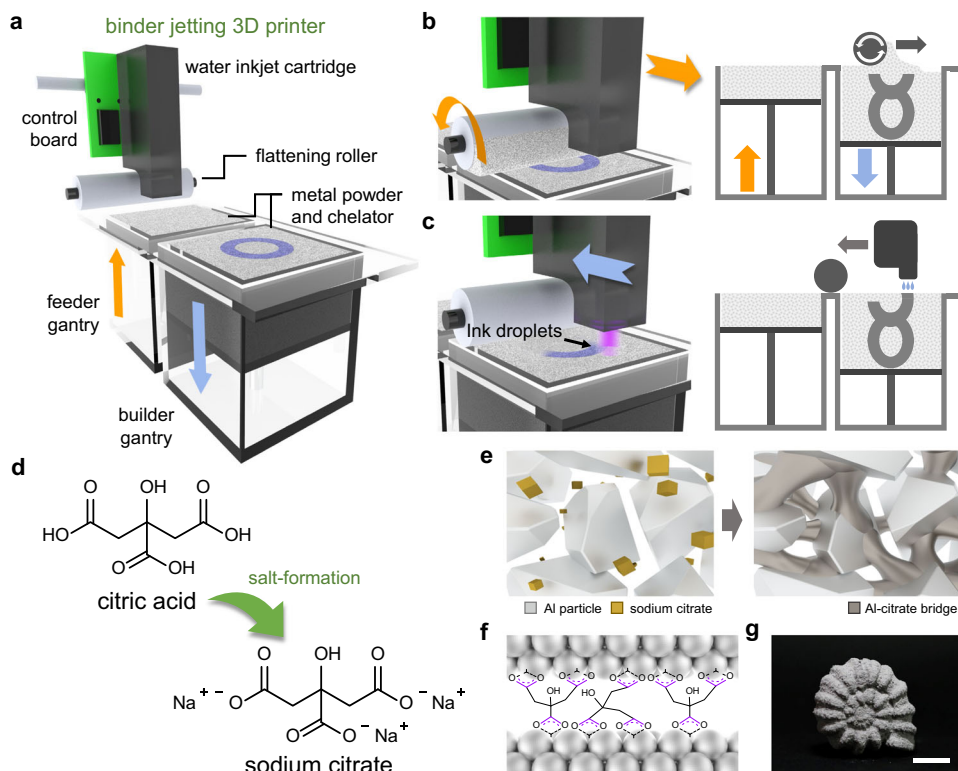 a
binder jetting 3D printer
water inkjet cartridge
control
board
flattening roller
metal powder
and chelator
feeder
gantry
builder
gantry
b
c
Ink droplets
d
O
OH
O
HO
OH
O
OH
citric acid
salt-formation
O
OH
O
Na + − O
O − Na +
O
O − Na +
sodium citrate
e
Al particle
sodium citrate
Al-citrate bridge
f
O O O O O O O O
HO OH OH
O O O O O O O O
g